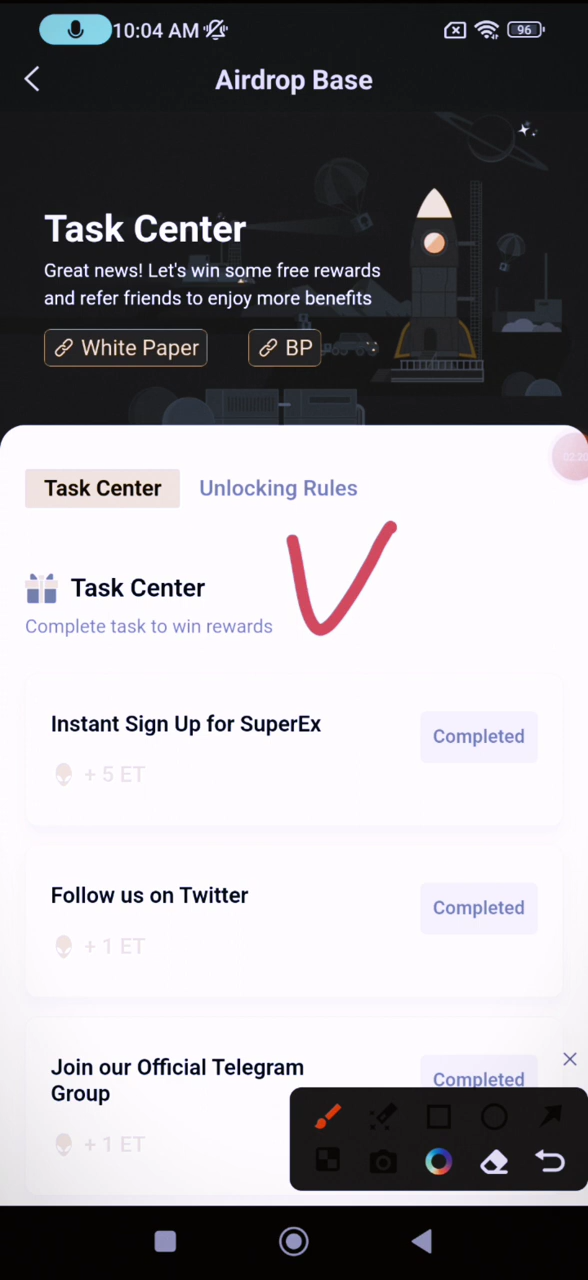 10:04 AM
96
Airdrop Base
Task Center
Great news! Let's win some free rewards
and refer friends to enjoy more benefits
White Paper
BP
02:20
Task Center
Unlocking Rules
Task Center
Complete task to win rewards
Instant Sign Up for SuperEx
Completed
+ 5 ET
Follow us on Twitter
Completed
+ 1 ET
Join our Official Telegram
Group
Completed
+ 1 ET